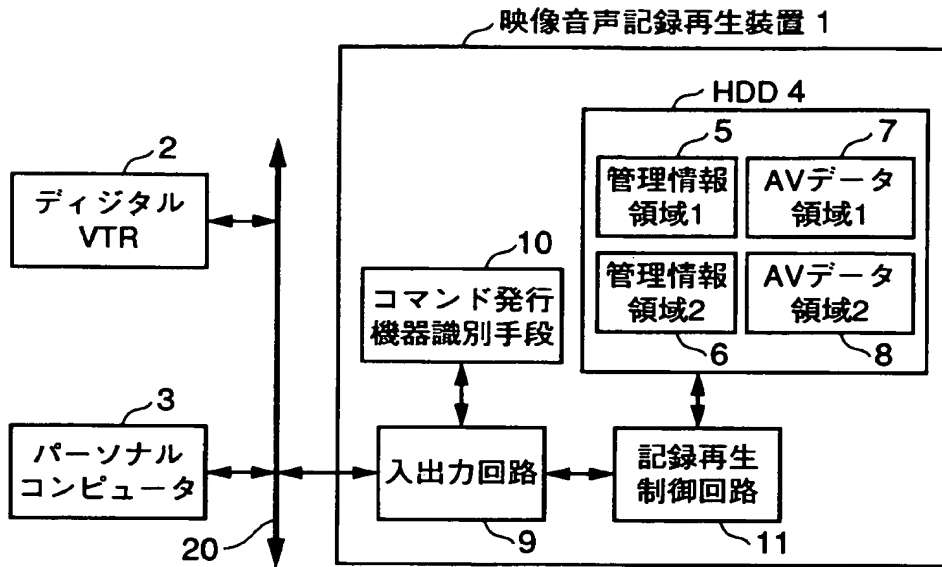 映像音声記録再生装置 1
HDD 4
5
7
管理情報
領域1
AVデータ
領域1
管理情報
領域2
AVデータ
領域2
6
8
2
ディジタル
VTR
10
コマンド発行
機器識別手段
3
パーソナル
コンピュータ
入出力回路
記録再生
制御回路
20
9
11